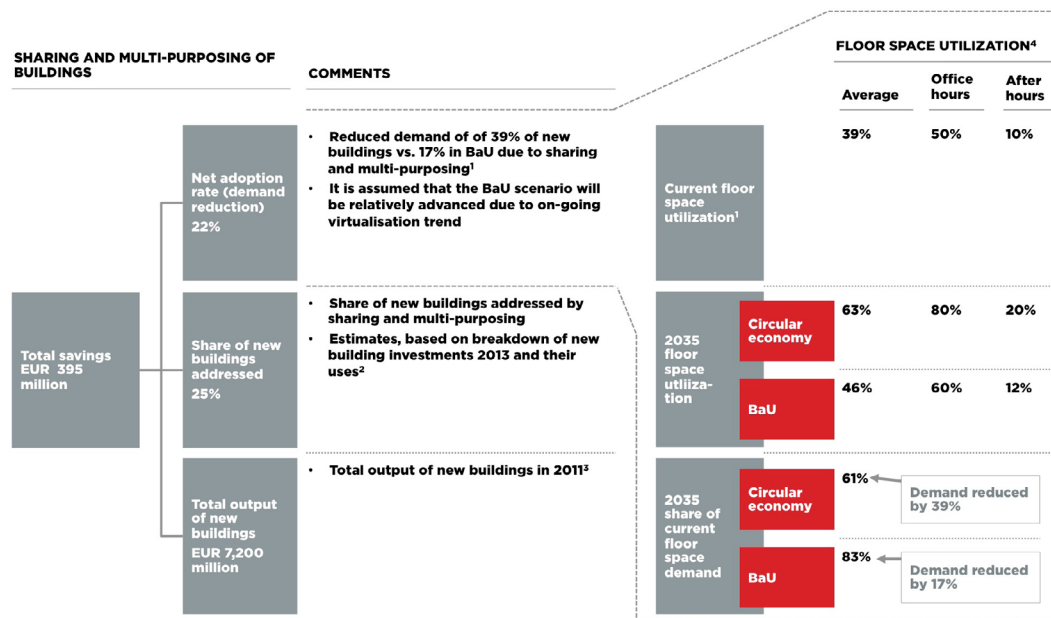 SHARING AND MULTI-PURPOSING OF
BUILDINGS
COMMENTS
FLOOR SPACE UTILIZATION⁴
Average
Office
hours
After
hours
Total savings
EUR 395
million
Net adoption
rate (demand
reduction)
22%
• Reduced demand of of 39% of new
buildings vs. 17% in BaU due to sharing
and multi-purposing¹
• It is assumed that the BaU scenario will
be relatively advanced due to on-going
virtualisation trend
Share of new
buildings
addressed
25%
• Share of new buildings addressed by
sharing and multi-purposing
• Estimates, based on breakdown of new
building investments 2013 and their
uses²
Total output
of new
buildings
EUR 7,200
million
• Total output of new buildings in 2011³
Current floor
space
utilization¹
39% 50% 10%
2035
floor
space
utliiza-
tion
Circular
economy
63% 80% 20%
BaU
46% 60% 12%
2035
share of
current
floor
space
demand
Circular
economy
61%
Demand reduced
by 39%
BaU
83%
Demand reduced
by 17%